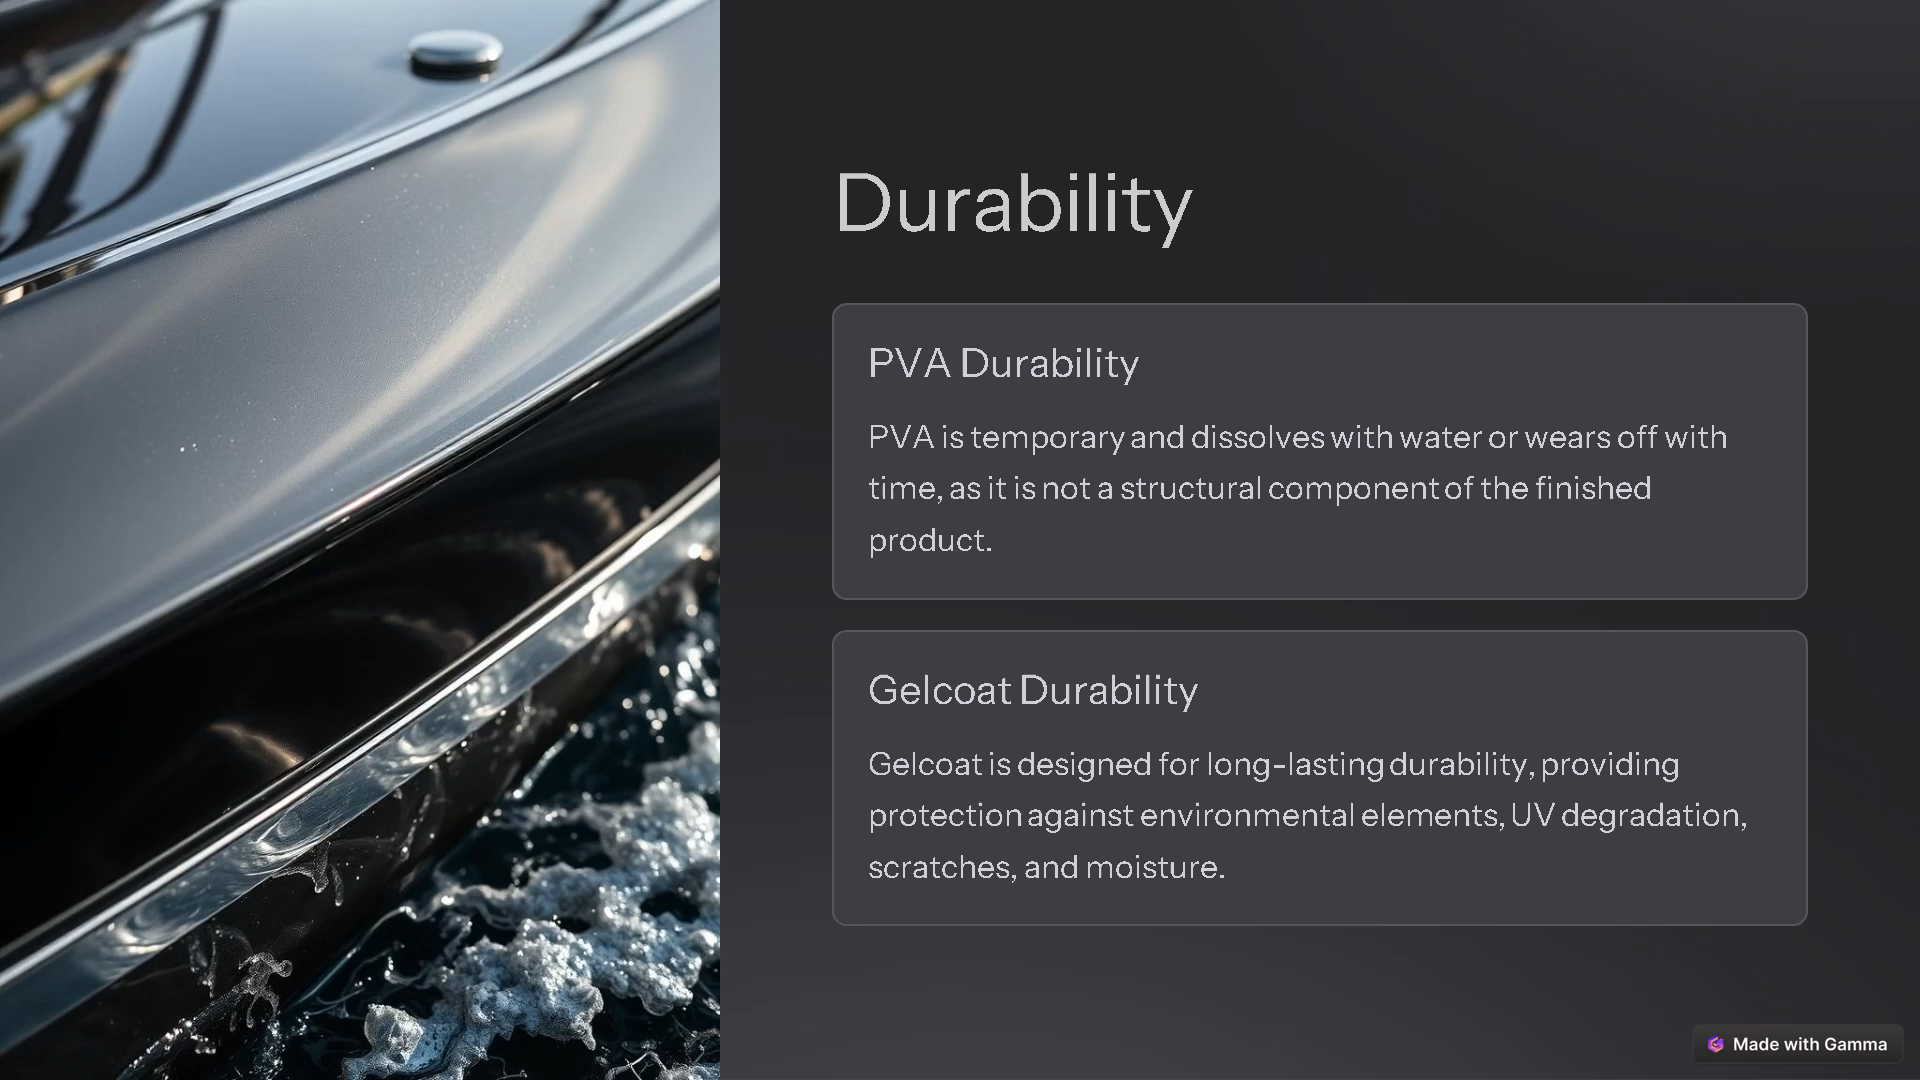 Durability
PVA Durability
PVA is temporary and dissolves with water or wears off with
time, as it is not a structural component of the finished
product.
Gelcoat Durability
Gelcoat is designed for long-lasting durability, providing
protection against environmental elements, UV degradation,
scratches, and moisture.
Made with Gamma